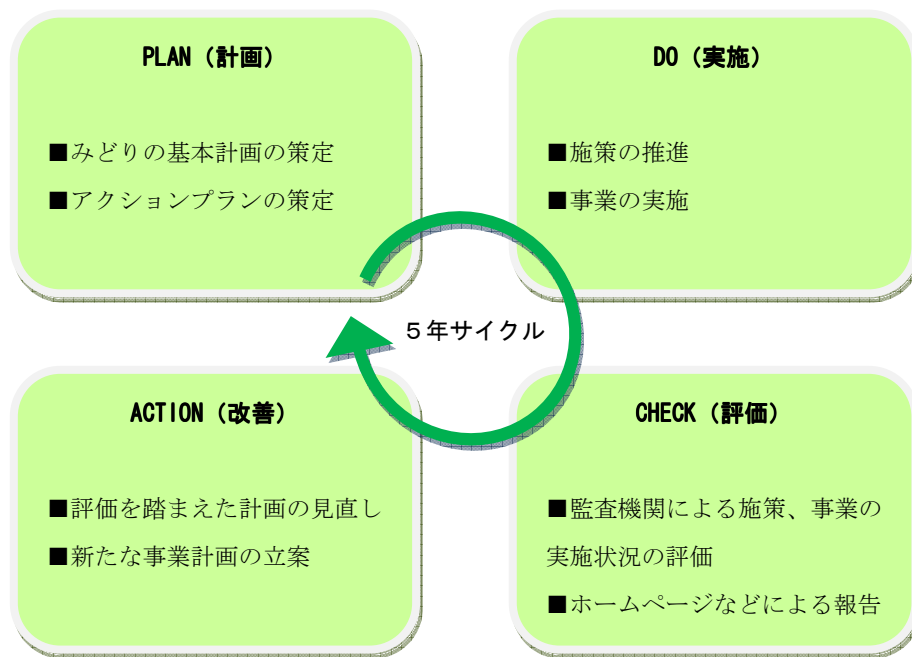 PLAN（計画）
■みどりの基本計画の策定
■アクションプランの策定
DO（実施）
■施策の推進
■事業の実施
５年サイクル
ACTION（改善）
■評価を踏まえた計画の見直し
■新たな事業計画の立案
CHECK（評価）
■監査機関による施策、事業の
実施状況の評価
■ホームページなどによる報告